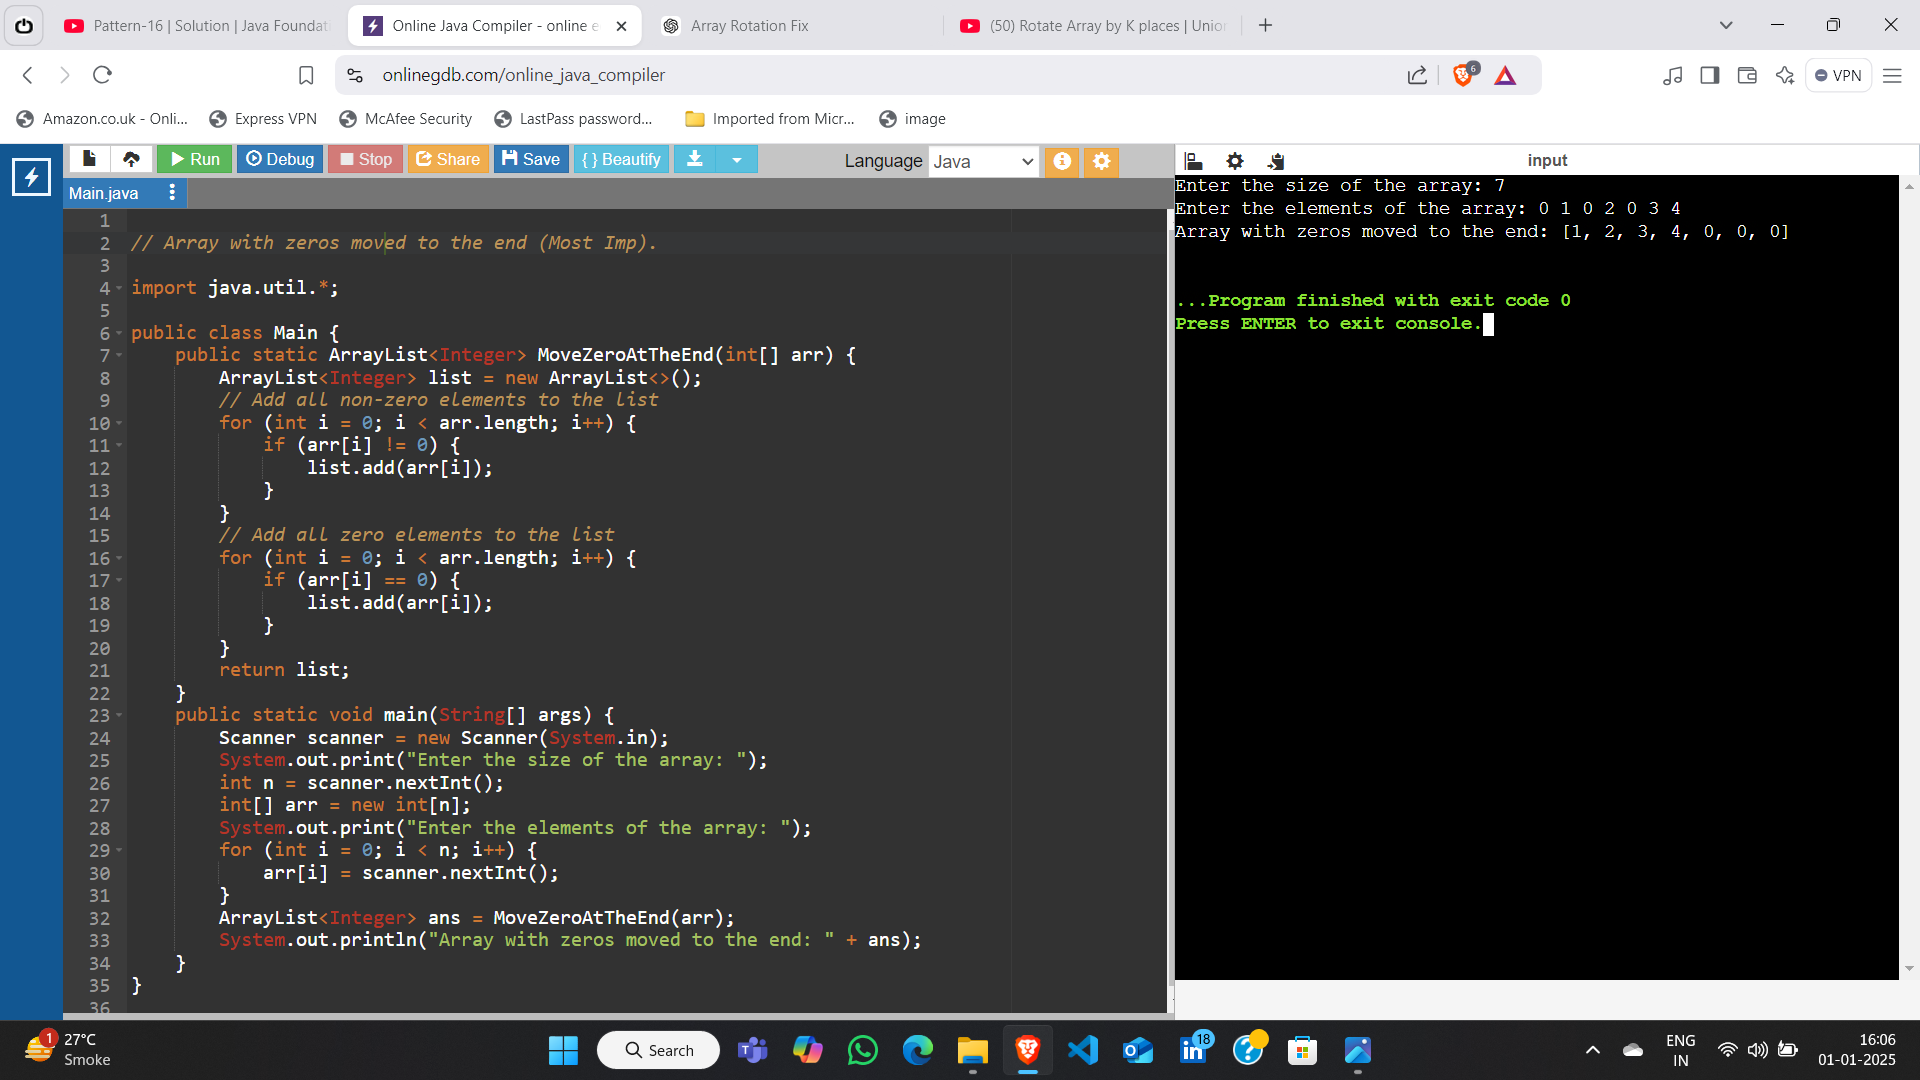 Pattern-16 | Solution | Java Foundat
Online Java Compiler - online e
Array Rotation Fix
(50) Rotate Array by K places | Union
onlinegdb.com/online_java_compiler
6
VPN
Amazon.co.uk - Onli...
Express VPN
McAfee Security
LastPass password...
Imported from Micr...
image
Run
Debug
Stop
Share
Save
{ } Beautify
Language
Java
input
Main.java
1
2 // Array with zeros moved to the end (Most Imp).
3
4 import java.util.*;
5
6 public class Main {
7 public static ArrayList<Integer> MoveZeroAtTheEnd(int[] arr) {
8 ArrayList<Integer> list = new ArrayList<>();
9 // Add all non-zero elements to the list
10 for (int i = 0; i < arr.length; i++) {
11 if (arr[i] != 0) {
12 list.add(arr[i]);
13 }
14 }
15 // Add all zero elements to the list
16 for (int i = 0; i < arr.length; i++) {
17 if (arr[i] == 0) {
18 list.add(arr[i]);
19 }
20 }
21 return list;
22 }
23 public static void main(String[] args) {
24 Scanner scanner = new Scanner(System.in);
25 System.out.print("Enter the size of the array: ");
26 int n = scanner.nextInt();
27 int[] arr = new int[n];
28 System.out.print("Enter the elements of the array: ");
29 for (int i = 0; i < n; i++) {
30 arr[i] = scanner.nextInt();
31 }
32 ArrayList<Integer> ans = MoveZeroAtTheEnd(arr);
33 System.out.println("Array with zeros moved to the end: " + ans);
34 }
35 }
36
Enter the size of the array: 7
Enter the elements of the array: 0 1 0 2 0 3 4
Array with zeros moved to the end: [1, 2, 3, 4, 0, 0, 0]
...Program finished with exit code 0
Press ENTER to exit console.
1
27°C
Smoke
Search
18
ENG
IN
16:06
01-01-2025